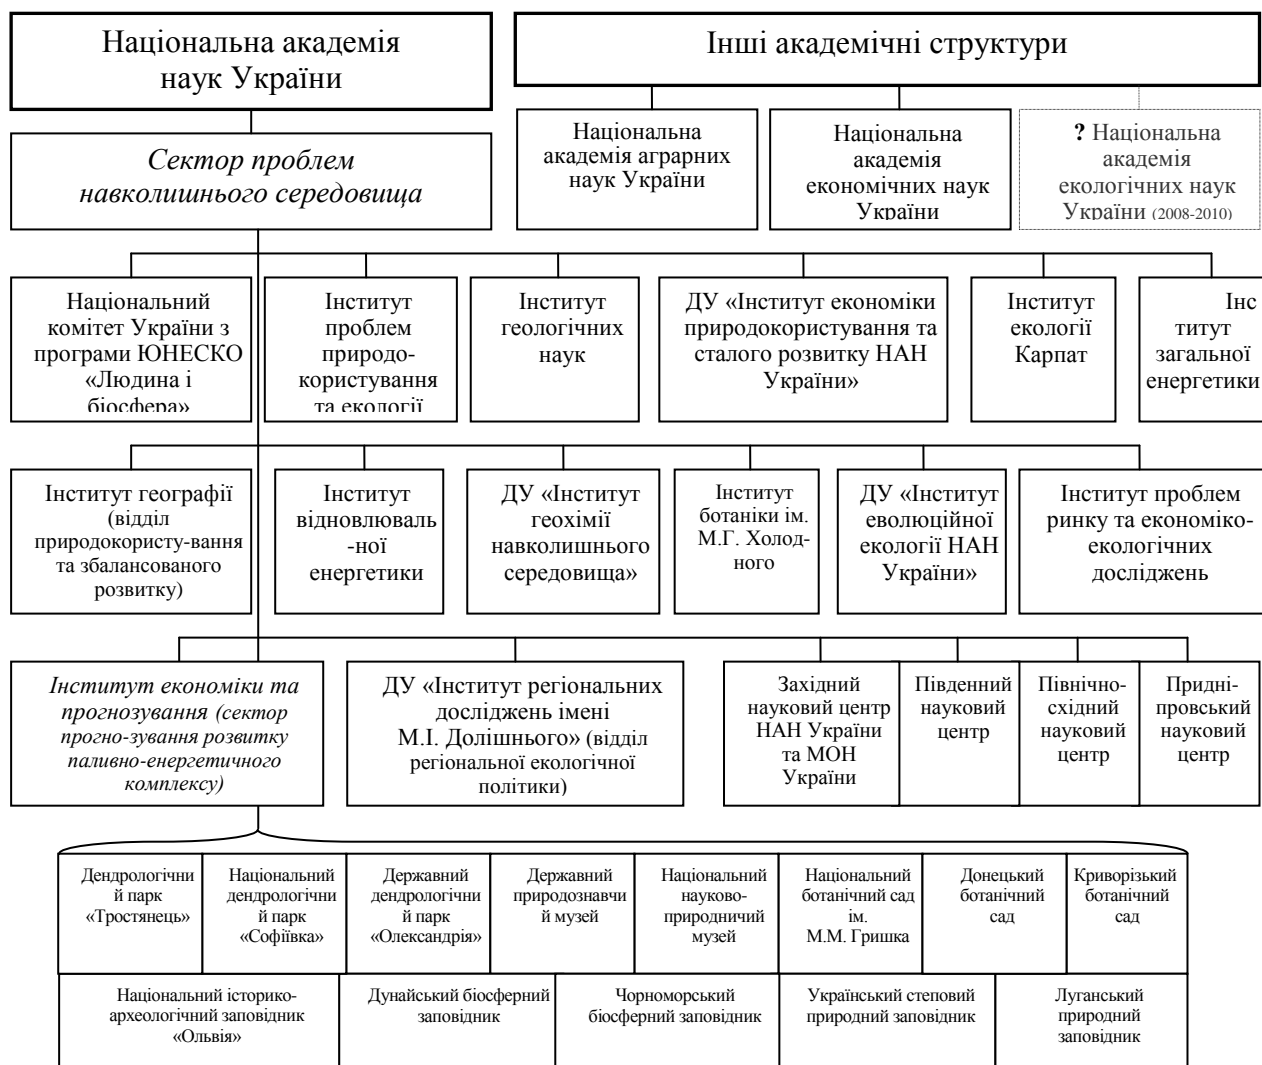 Національна академія
наук України
Інші академічні структури
Сектор проблем
навколишнього середовища
Національна
академія аграрних
наук України
Національна
академія
економічних наук
України
? Національна
академія
екологічних наук
України (2008-2010)
Національний
комітет України з
програми ЮНЕСКО
«Людина і
біосфера»
Інститут
проблем
природо-
користування
та екології
Інститут
геологічних
наук
ДУ «Інститут економіки
природокористування та
сталого розвитку НАН
України»
Інститут
екології
Карпат
Інс
титут
загальної
енергетики
Інститут географії
(відділ
природокористу-вання
та збалансованого
розвитку)
Інститут
відновлюваль
-ної
енергетики
ДУ «Інститут
геохімії
навколишнього
середовища»
Інститут
ботаніки ім.
М.Г. Холод-
ного
ДУ «Інститут
еволюційної
екології НАН
України»
Інститут проблем
ринку та економіко-
екологічних
досліджень
Інститут економіки та
прогнозування (сектор
прогно-зування розвитку
паливно-енергетичного
комплексу)
ДУ «Інститут регіональних
досліджень імені
М.І. Долішнього» (відділ
регіональної екологічної
політики)
Західний
науковий центр
НАН України
та МОН
України
Південний
науковий
центр
Північно-
східний
науковий
центр
Придні-
провський
науковий
центр
Дендрологічни
й парк
«Тростянець»
Національний
дендрологічни
й парк
«Софіївка»
Державний
дендрологічни
й парк
«Олександрія»
Державний
природознавчи
й музей
Національний
науково-
природничий
музей
Національний
ботанічний сад
ім.
М.М. Гришка
Донецький
ботанічний
сад
Криворізький
ботанічний
сад
Національний історико-
археологічний заповідник
«Ольвія»
Дунайський біосферний
заповідник
Чорноморський
біосферний заповідник
Український степовий
природний заповідник
Луганський
природний
заповідник